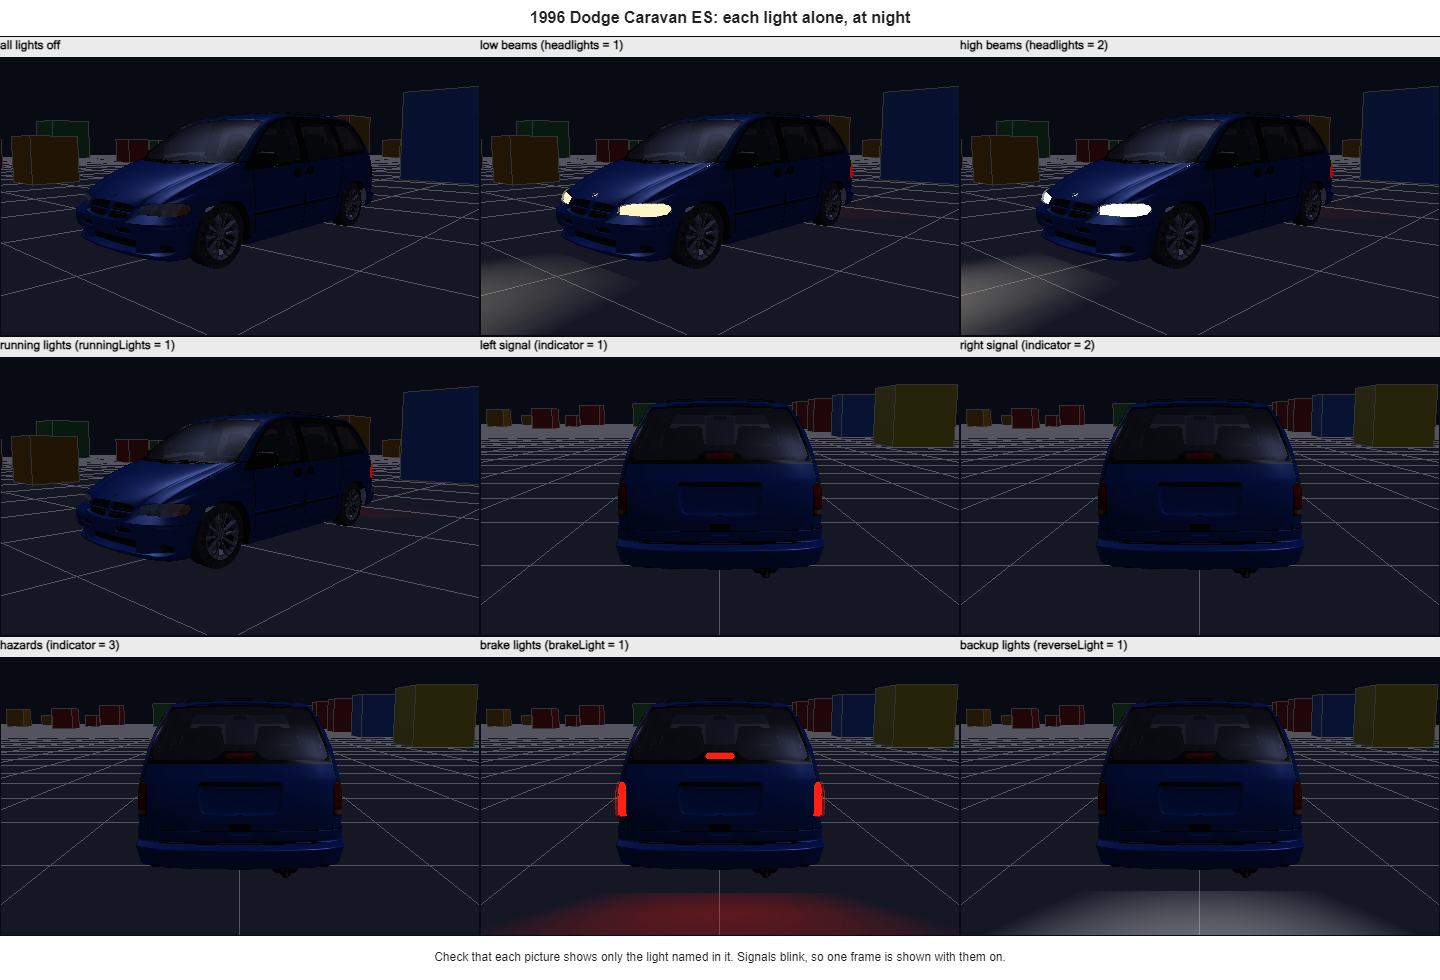 1996 Dodge Caravan ES: each light alone, at night
all lights off
low beams (headlights = 1)
high beams (headlights = 2)
running lights (runningLights = 1)
left signal (indicator = 1)
right signal (indicator = 2)
hazards (indicator = 3)
brake lights (brakeLight = 1)
backup lights (reverseLight = 1)
Check that each picture shows only the light named in it. Signals blink, so one frame is shown with them on.